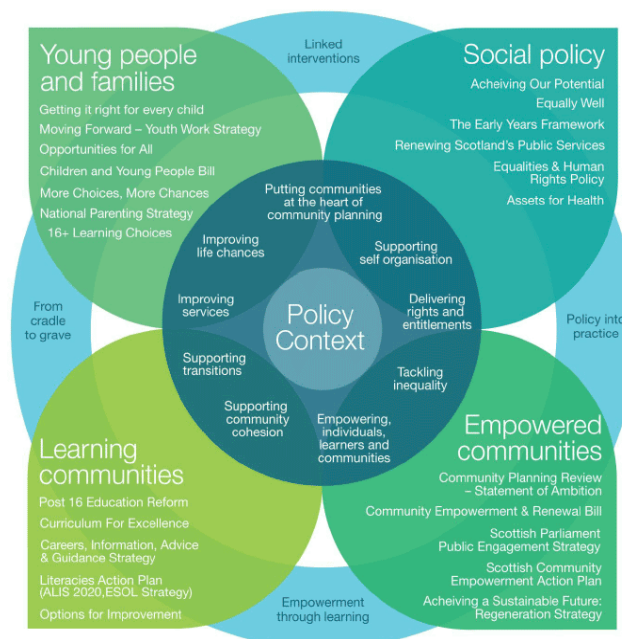 Young people
and families
Getting it right for every child
Moving Forward – Youth Work Strategy
Opportunities for All
Children and Young People Bill
More Choices, More Chances
National Parenting Strategy
16+ Learning Choices
Linked
interventions
Social policy
Acheiving Our Potential
Equally Well
The Early Years Framework
Renewing Scotland's Public Services
Equalities & Human
Rights Policy
Assets for Health
Putting communities
at the heart of
community planning
Improving
life chances
Supporting
self organisation
Improving
services
Delivering
rights and
entitlements
Policy
Context
Supporting
transitions
Tackling
inequality
Supporting
community
cohesion
Empowering,
individuals,
learners and
communities
From
cradle
to grave
Policy into
practice
Learning
communities
Post 16 Education Reform
Curriculum For Excellence
Careers, Information, Advice
& Guidance Strategy
Literacies Action Plan
(ALIS 2020,ESOL Strategy)
Options for Improvement
Empowered
communities
Community Planning Review
– Statement of Ambition
Community Empowerment & Renewal Bill
Scottish Parliament
Public Engagement Strategy
Scottish Community
Empowerment Action Plan
Acheiving a Sustainable Future:
Regeneration Strategy
Empowerment
through learning